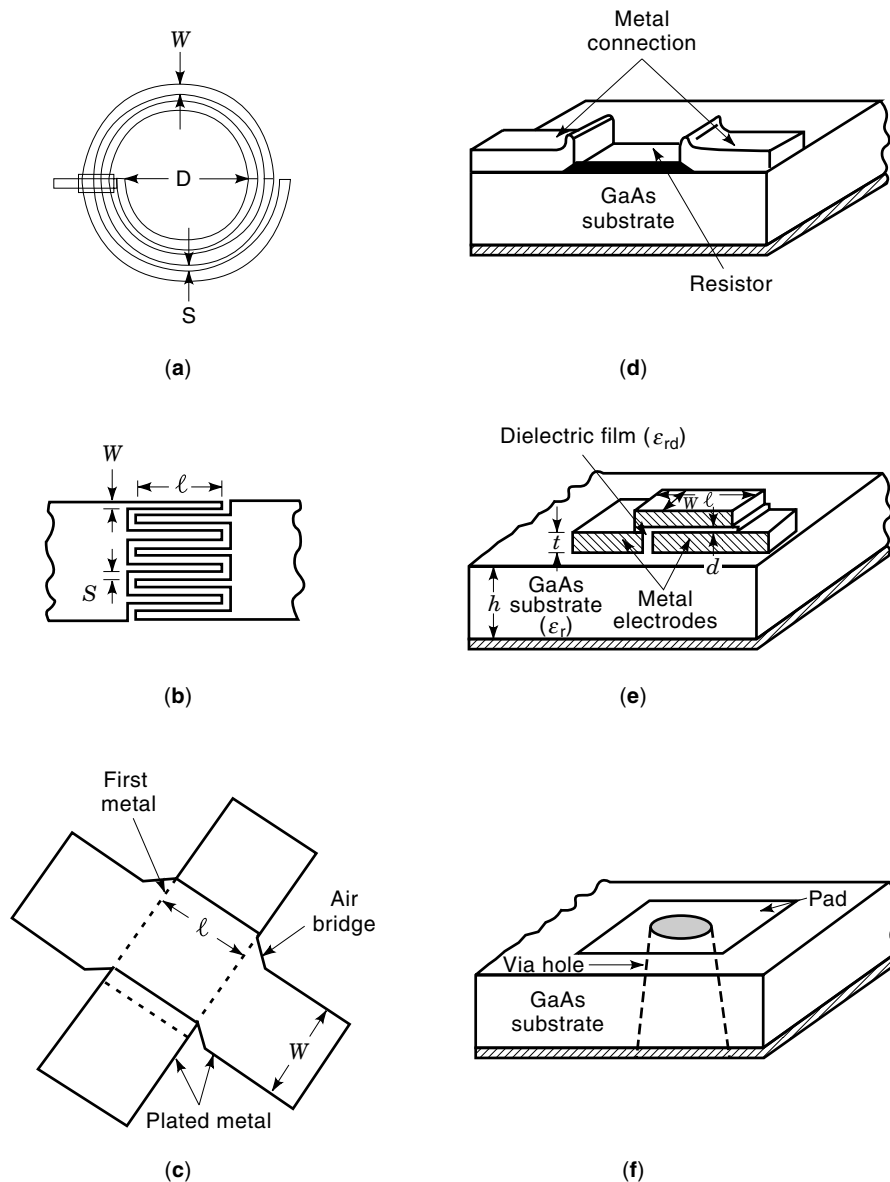 W
D
S
(a)
Metal
connection
GaAs
substrate
Resistor
(d)
W
ℓ
S
(b)
Dielectric film (εrd)
W
ℓ
t
d
h
GaAs
substrate
(εr)
Metal
electrodes
(e)
First
metal
ℓ
Air
bridge
W
Plated metal
(c)
Pad
Via hole
GaAs
substrate
(f)